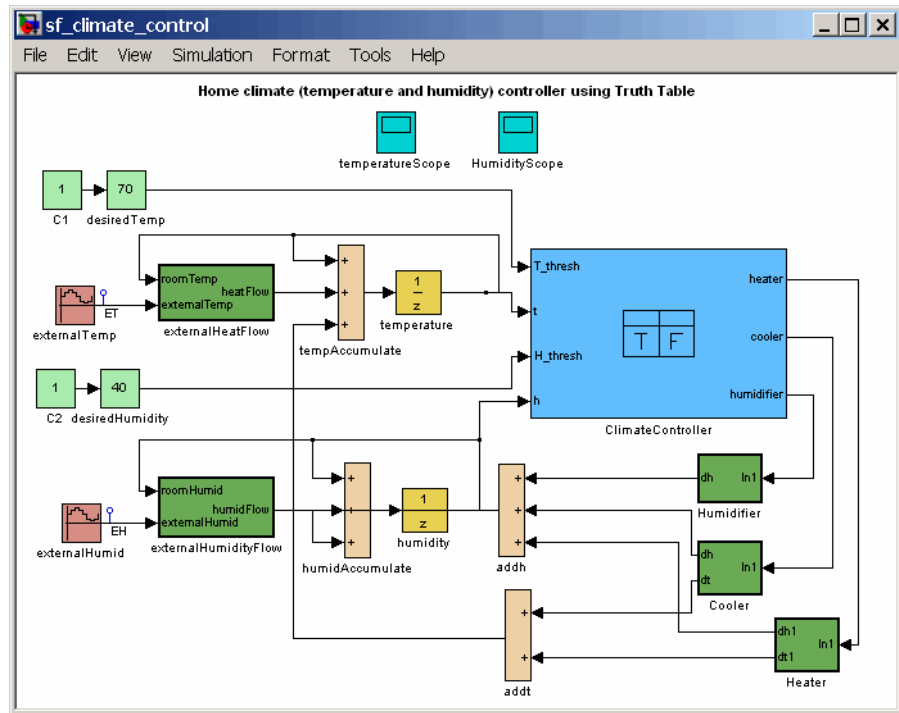 sf_climate_control
File Edit View Simulation Format Tools Help
Home climate (temperature and humidity) controller using Truth Table
temperatureScope
HumidityScope
1
C1
70
desiredTemp
externalTemp
ET
roomTemp
heatFlow
externalTemp
externalHeatFlow
+
+
+
tempAccumulate
1
z
temperature
T_thresh
t
H_thresh
h
T F
heater
cooler
humidifier
ClimateController
1
C2
40
desiredHumidity
externalHumid
EH
roomHumid
humidFlow
externalHumid
externalHumidityFlow
+
+
+
humidAccumulate
1
z
humidity
+
+
+
addh
dh In1
Humidifier
dh
dt
In1
Cooler
+
+
addt
dh1
dt1
In1
Heater